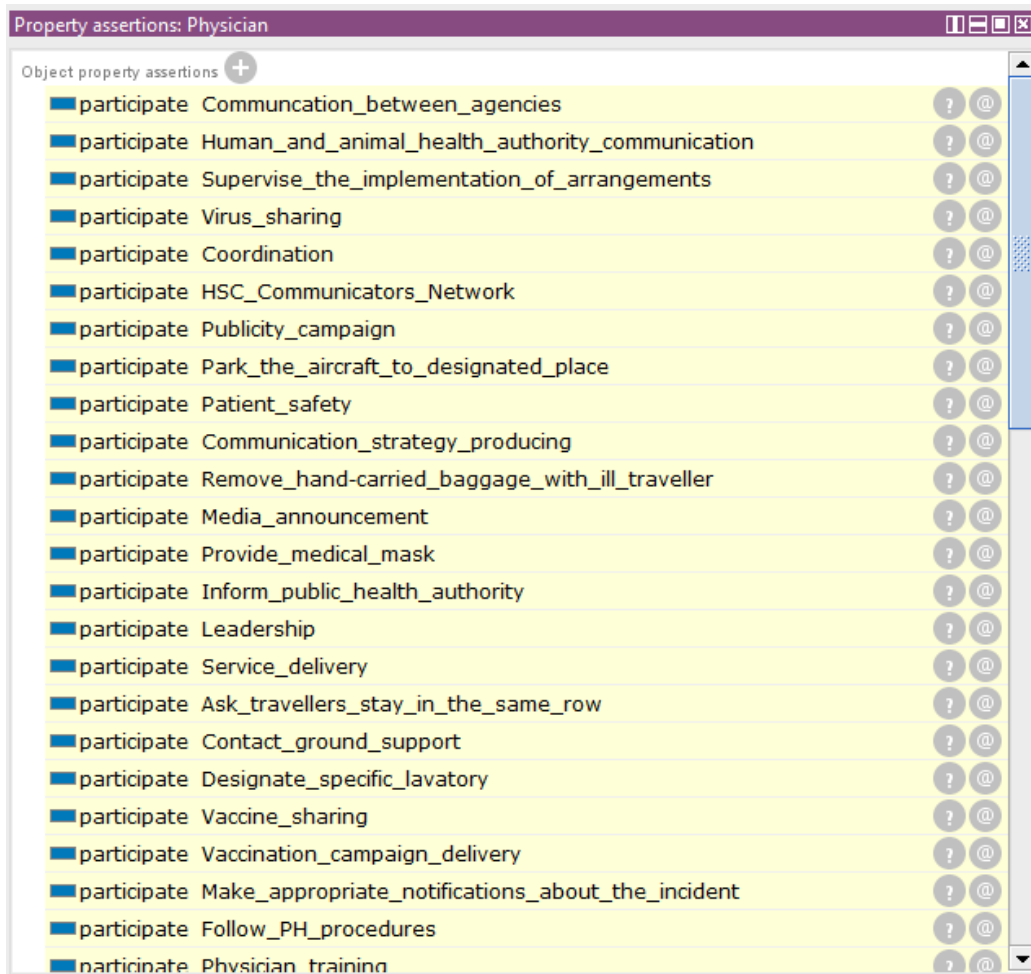 Property assertions: Physician
Object property assertions
participate Communcation_between_agencies
participate Human_and_animal_health_authority_communication
participate Supervise_the_implementation_of_arrangements
participate Virus_sharing
participate Coordination
participate HSC_Communicators_Network
participate Publicity_campaign
participate Park_the_aircraft_to_designated_place
participate Patient_safety
participate Communication_strategy_producing
participate Remove_hand-carried_baggage_with_ill_traveller
participate Media_announcement
participate Provide_medical_mask
participate Inform_public_health_authority
participate Leadership
participate Service_delivery
participate Ask_travellers_stay_in_the_same_row
participate Contact_ground_support
participate Designate_specific_lavatory
participate Vaccine_sharing
participate Vaccination_campaign_delivery
participate Make_appropriate_notifications_about_the_incident
participate Follow_PH_procedures
participate Physician_training